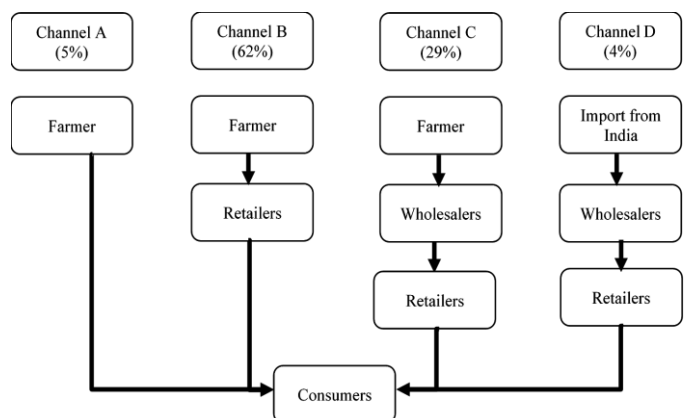 Channel A
(5%)
Channel B
(62%)
Channel C
(29%)
Channel D
(4%)
Farmer
Farmer
Farmer
Import from
India
Retailers
Wholesalers
Wholesalers
Retailers
Retailers
Consumers